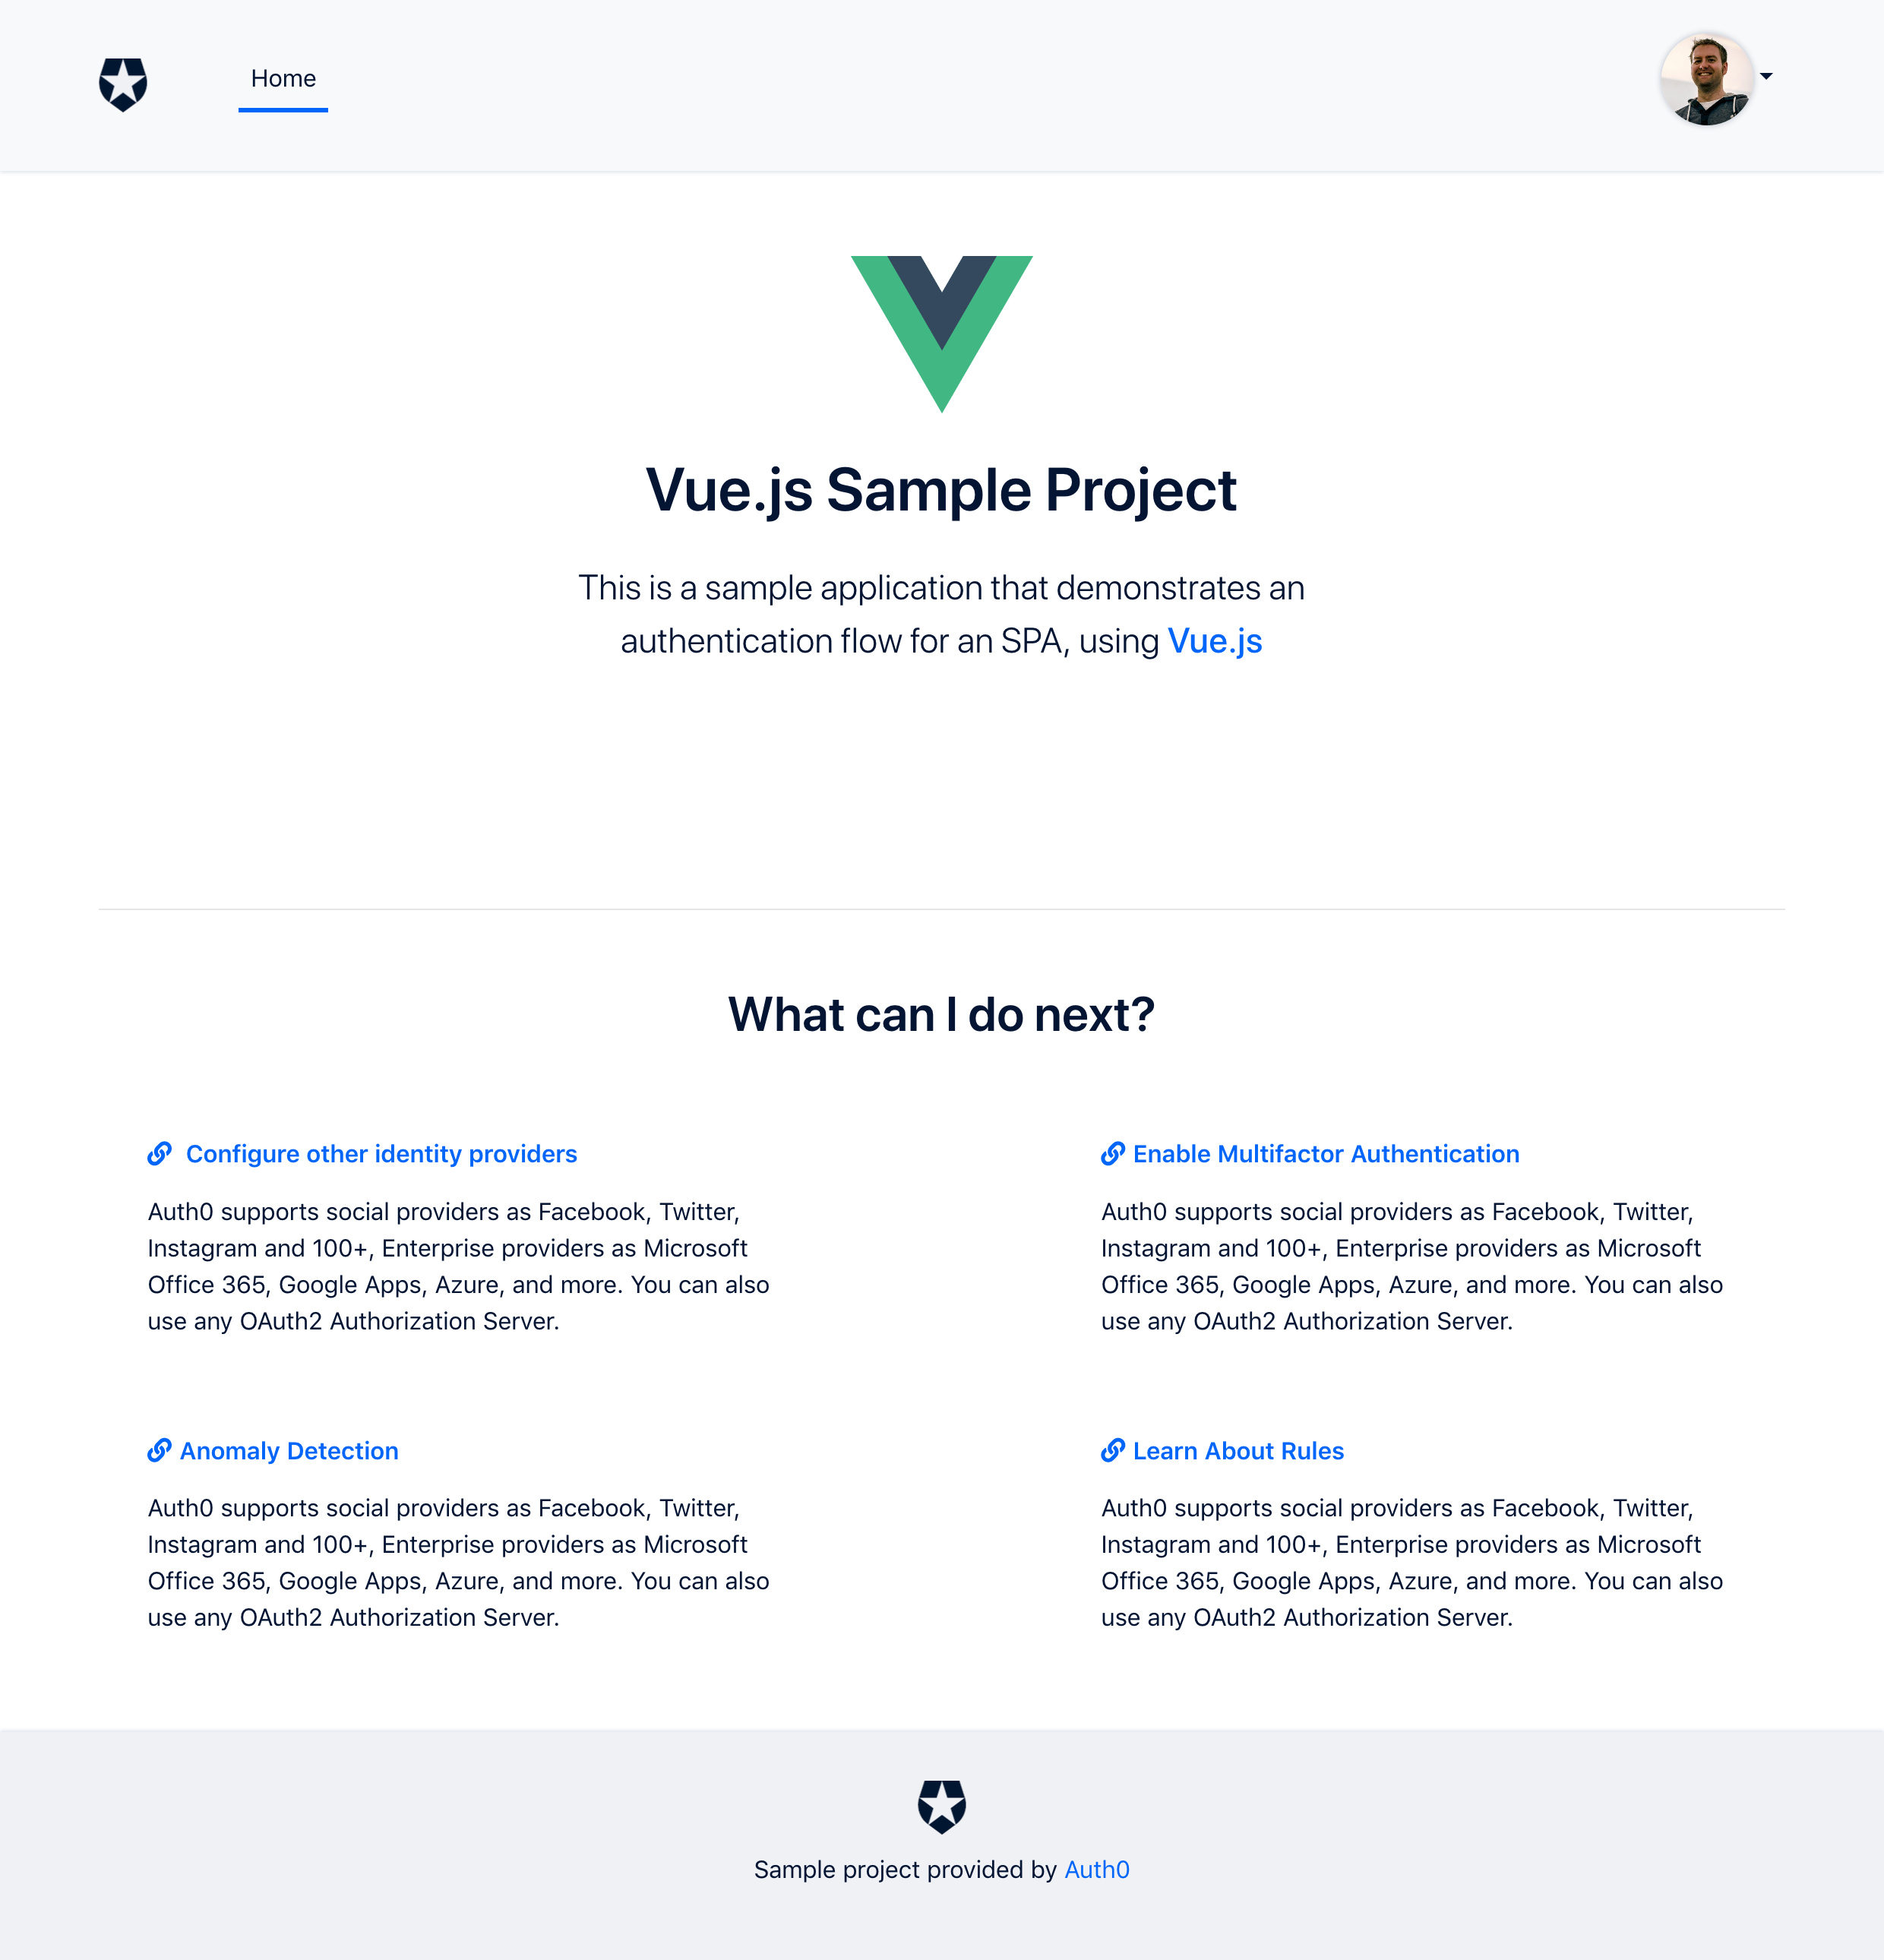 Home
Vue.js Sample Project
This is a sample application that demonstrates an
authentication flow for an SPA, using Vue.js
What can I do next?
Configure other identity providers
Auth0 supports social providers as Facebook, Twitter,
Instagram and 100+, Enterprise providers as Microsoft
Office 365, Google Apps, Azure, and more. You can also
use any OAuth2 Authorization Server.
Enable Multifactor Authentication
Auth0 supports social providers as Facebook, Twitter,
Instagram and 100+, Enterprise providers as Microsoft
Office 365, Google Apps, Azure, and more. You can also
use any OAuth2 Authorization Server.
Anomaly Detection
Auth0 supports social providers as Facebook, Twitter,
Instagram and 100+, Enterprise providers as Microsoft
Office 365, Google Apps, Azure, and more. You can also
use any OAuth2 Authorization Server.
Learn About Rules
Auth0 supports social providers as Facebook, Twitter,
Instagram and 100+, Enterprise providers as Microsoft
Office 365, Google Apps, Azure, and more. You can also
use any OAuth2 Authorization Server.
Sample project provided by Auth0